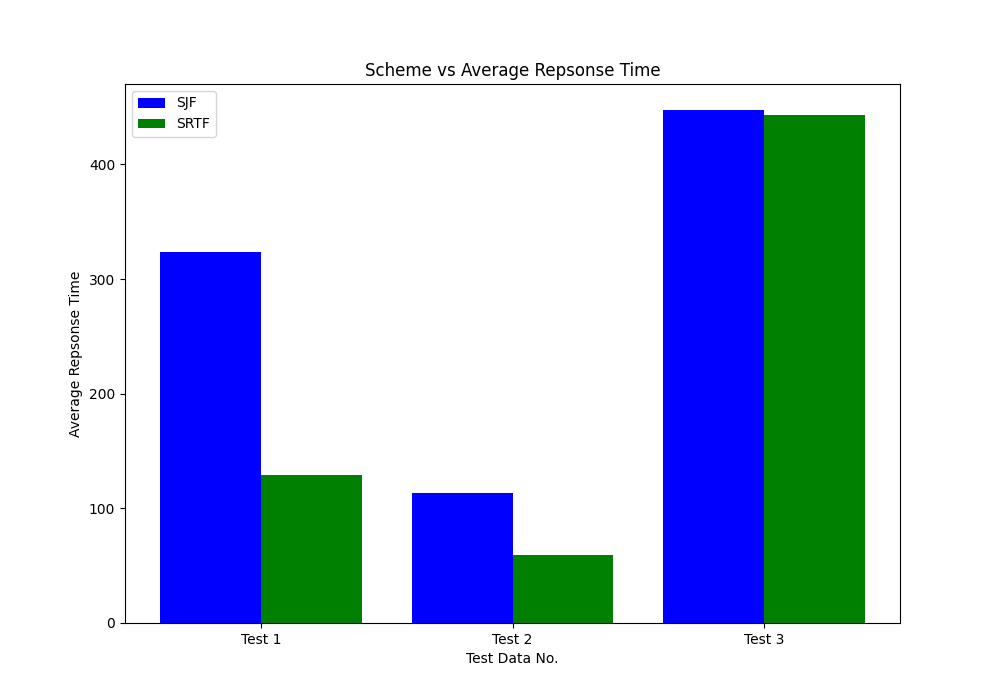 Scheme vs Average Repsonse Time
SJF
SRTF
Average Repsonse Time
400
300
200
100
0
Test 1
Test 2
Test 3
Test Data No.